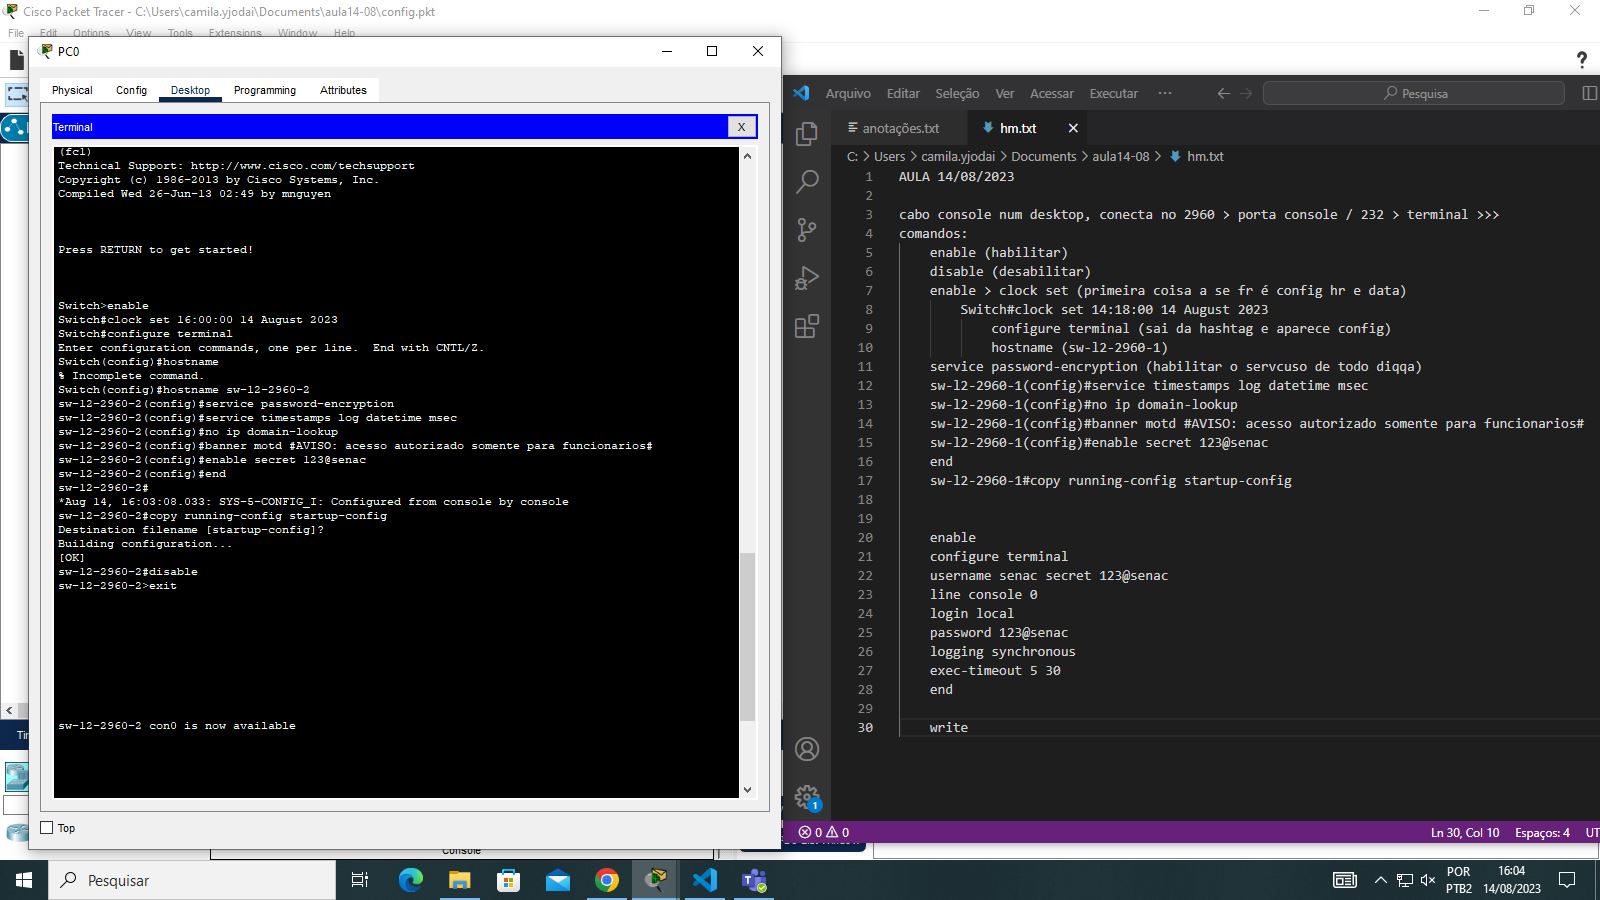 Cisco Packet Tracer - C:\Users\camila.yjodai\Documents\aula14-08\config.pkt
File Edit Options View Tools Extensions Window Help
PC0
Physical Config Desktop Programming Attributes
Terminal
X
(fc1)
Technical Support: http://www.cisco.com/techsupport
Copyright (c) 1986-2013 by Cisco Systems, Inc.
Compiled Wed 26-Jun-13 02:49 by mnguyen
Press RETURN to get started!
Switch>enable
Switch#clock set 16:00:00 14 August 2023
Switch#configure terminal
Enter configuration commands, one per line.  End with CNTL/Z.
Switch(config)#hostname
% Incomplete command.
Switch(config)#hostname sw-l2-2960-2
sw-l2-2960-2(config)#service password-encryption
sw-l2-2960-2(config)#service timestamps log datetime msec
sw-l2-2960-2(config)#no ip domain-lookup
sw-l2-2960-2(config)#banner motd #AVISO: acesso autorizado somente para funcionarios#
sw-l2-2960-2(config)#enable secret 123@senac
sw-l2-2960-2(config)#end
sw-l2-2960-2#
*Aug 14, 16:03:08.033: SYS-5-CONFIG_I: Configured from console by console
sw-l2-2960-2#copy running-config startup-config
Destination filename [startup-config]?
Building configuration...
[OK]
sw-l2-2960-2#disable
sw-l2-2960-2>exit
sw-l2-2960-2 con0 is now available
Top
Console
Arquivo Editar Seleção Ver Acessar Executar ... Pesquisa
anotações.txt hm.txt
C: > Users > camila.yjodai > Documents > aula14-08 > hm.txt
1 AULA 14/08/2023
2
3 cabo console num desktop, conecta no 2960 > porta console / 232 > terminal >>>
4 comandos:
5 enable (habilitar)
6 disable (desabilitar)
7 enable > clock set (primeira coisa a se fr é config hr e data)
8 Switch#clock set 14:18:00 14 August 2023
9 configure terminal (sai da hashtag e aparece config)
10 hostname (sw-l2-2960-1)
11 service password-encryption (habilitar o servcuso de todo diqqa)
12 sw-l2-2960-1(config)#service timestamps log datetime msec
13 sw-l2-2960-1(config)#no ip domain-lookup
14 sw-l2-2960-1(config)#banner motd #AVISO: acesso autorizado somente para funcionarios#
15 sw-l2-2960-1(config)#enable secret 123@senac
16 end
17 sw-l2-2960-1#copy running-config startup-config
18
19
20 enable
21 configure terminal
22 username senac secret 123@senac
23 line console 0
24 login local
25 password 123@senac
26 logging synchronous
27 exec-timeout 5 30
28 end
29
30 write
1
0 0 Ln 30, Col 10 Espaços: 4 UT
Pesquisar
POR
PTB2
16:04
14/08/2023